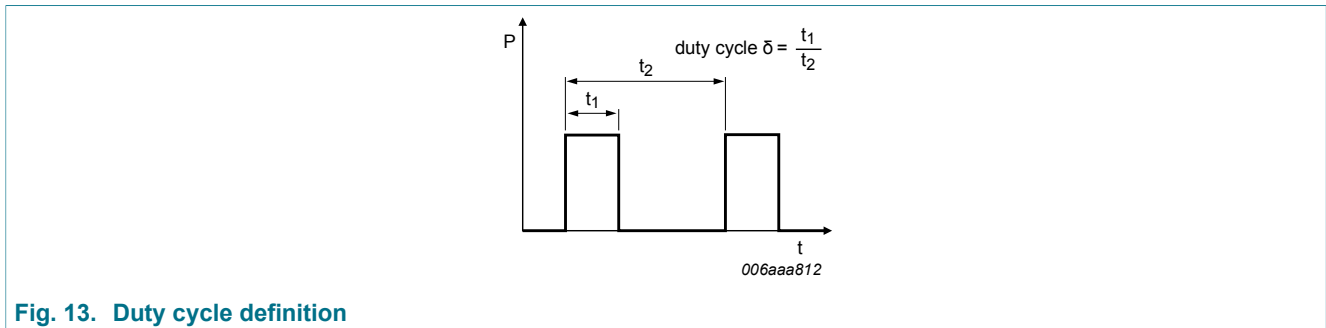 P
duty cycle δ = t1
t2
t2
t1
t
006aaa812
Fig. 13. Duty cycle definition